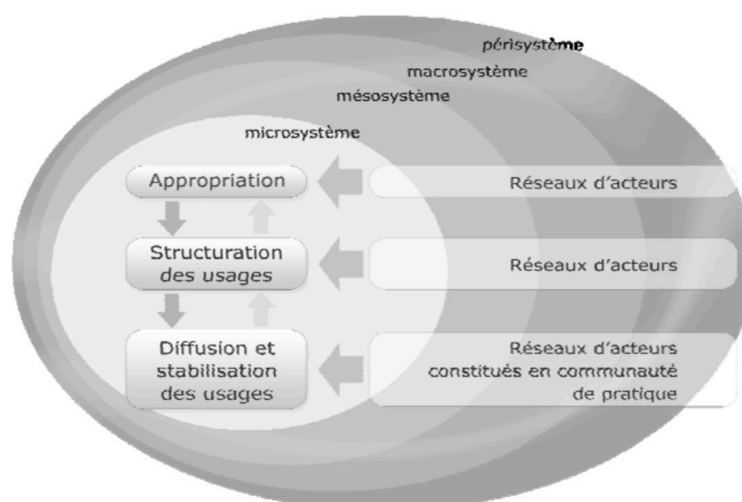 périsystème
macrosystème
mésosystème
microsystème
Appropriation
Réseaux d'acteurs
Structuration
des usages
Réseaux d'acteurs
Diffusion et
stabilisation
des usages
Réseaux d'acteurs
constitués en communauté
de pratique